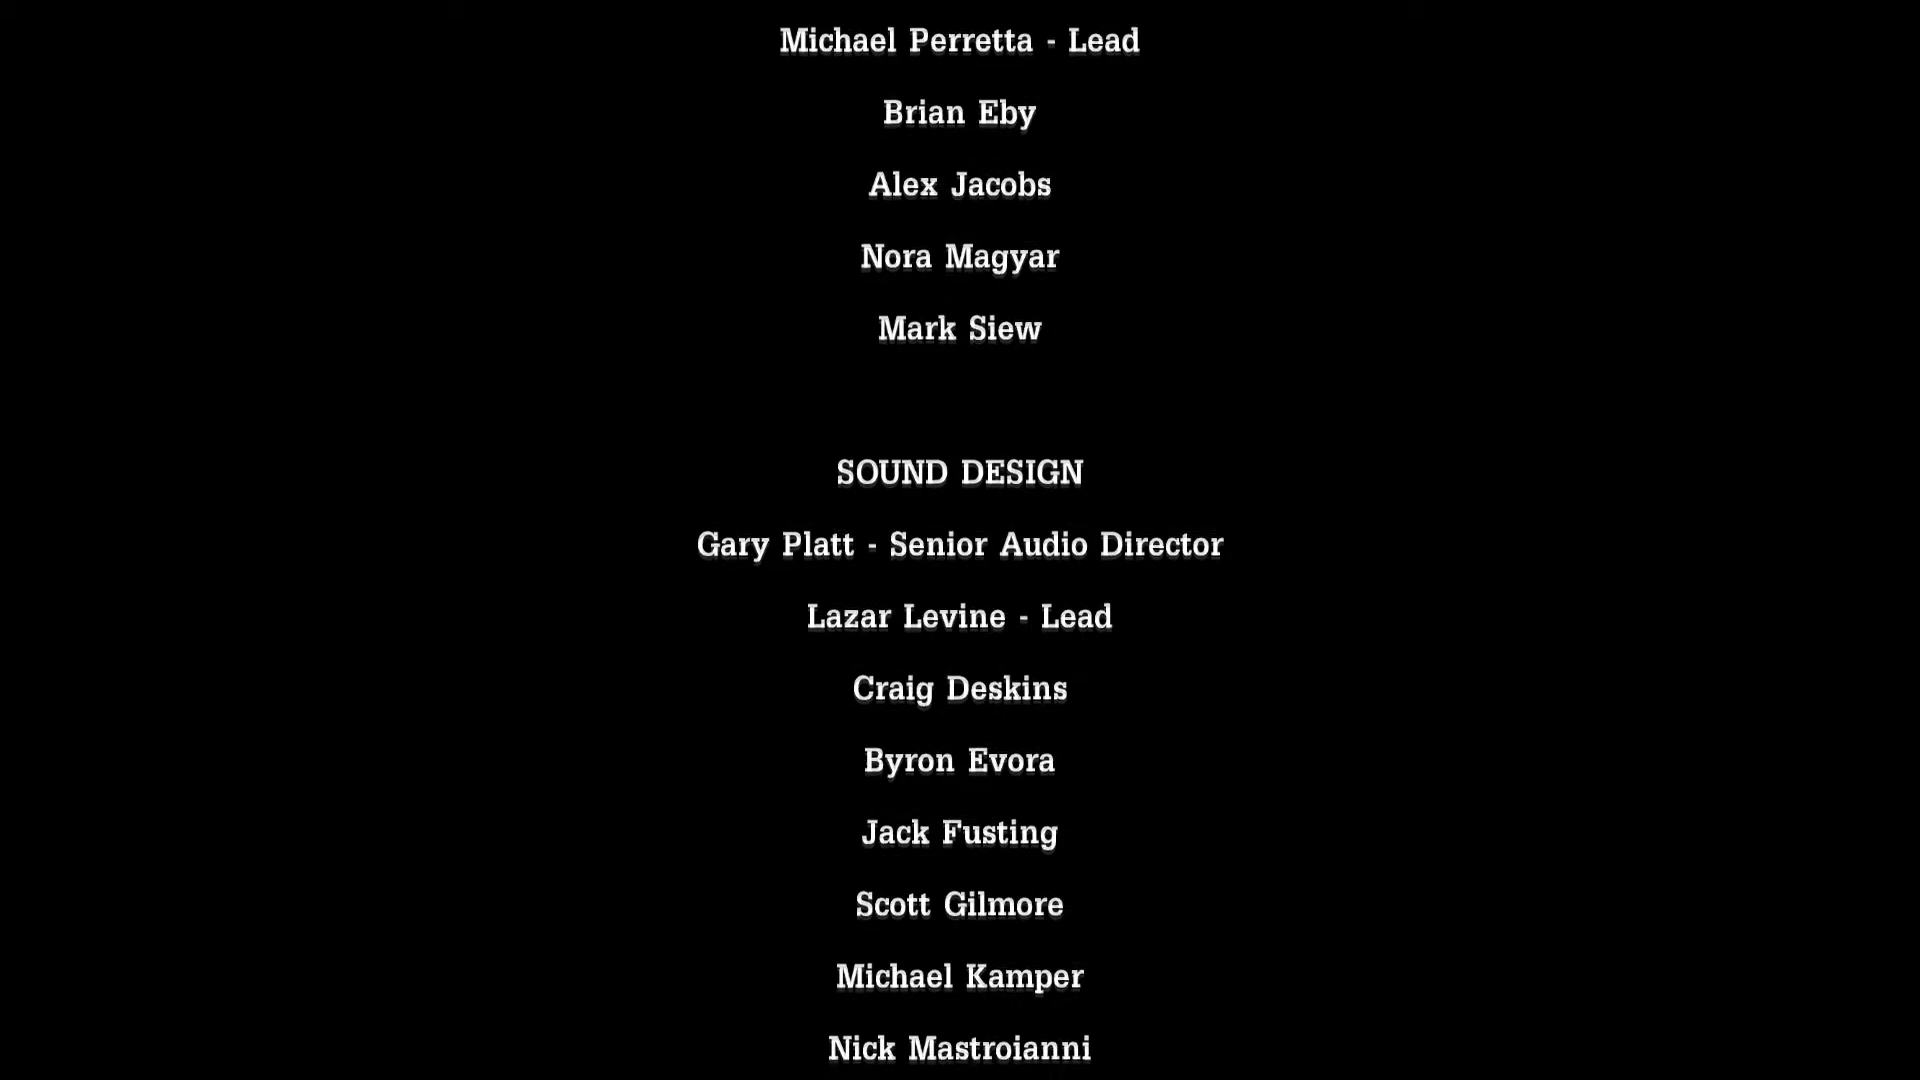 Michael Perretta - Lead
Brian Eby
Alex Jacobs
Nora Magyar
Mark Siew
SOUND DESIGN
Gary Platt - Senior Audio Director
Lazar Levine - Lead
Craig Deskins
Byron Evora
Jack Fusting
Scott Gilmore
Michael Kamper
Nick Mastroianni